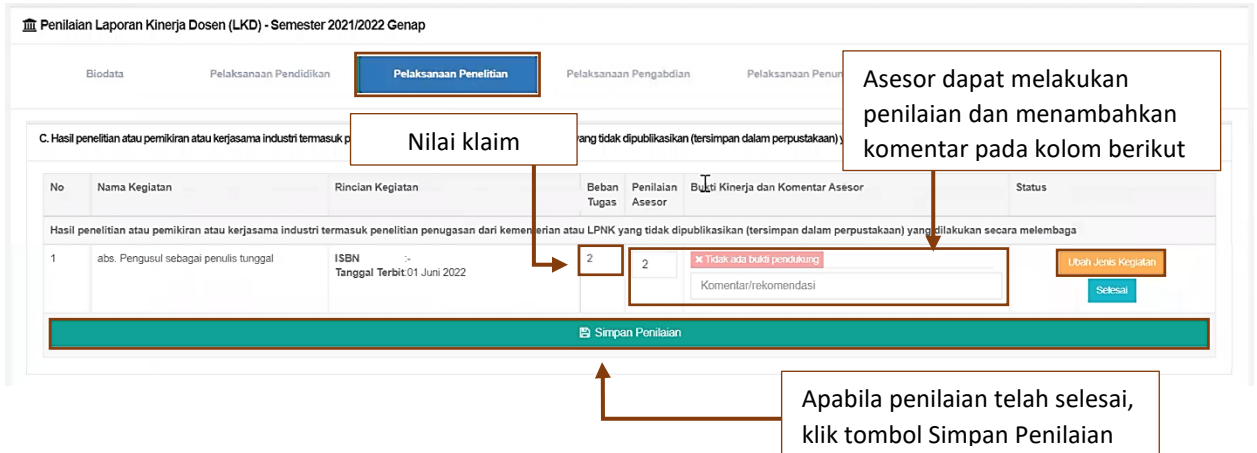 Penilaian Laporan Kinerja Dosen (LKD) - Semester 2021/2022 Genap
Biodata
Pelaksanaan Pendidikan
Pelaksanaan Penelitian
Pelaksanaan Pengabdian
Pelaksanaan Penun
Asesor dapat melakukan
penilaian dan menambahkan
komentar pada kolom berikut
C. Hasil penelitian atau pemikiran atau kerjasama industri termasuk p
Nilai klaim
ang tidak dipublikasikan (tersimpan dalam perpustakaan)
No
Nama Kegiatan
Rincian Kegiatan
Beban
Tugas
Penilaian
Asesor
Bukti Kinerja dan Komentar Asesor
Status
Hasil penelitian atau pemikiran atau kerjasama industri termasuk penelitian penugasan dari kementerian atau LPNK yang tidak dipublikasikan (tersimpan dalam perpustakaan) yang dilakukan secara melembaga
1
abs. Pengusul sebagai penulis tunggal
ISBN :-
Tanggal Terbit:01 Juni 2022
2
2
Tidak ada bukti pendukung
Komentar/rekomendasi
Ubah Jenis Kegiatan
Selesai
Simpan Penilaian
Apabila penilaian telah selesai,
klik tombol Simpan Penilaian